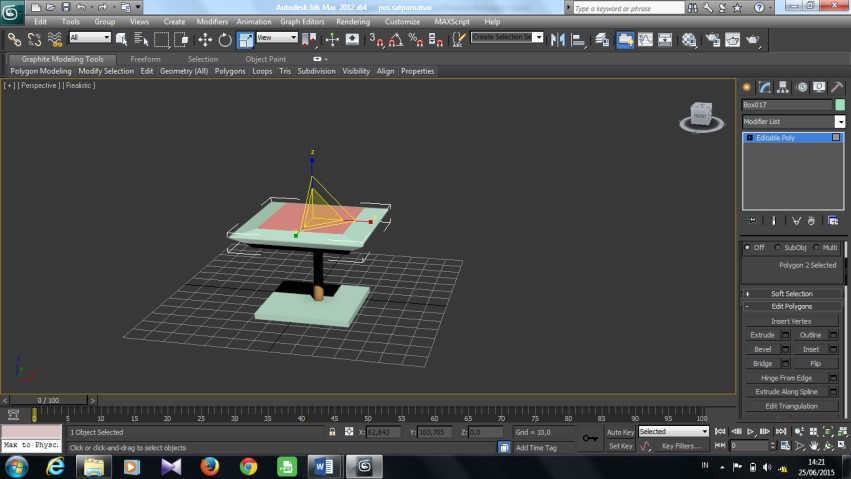 Autodesk 3ds Max 2012 x64 pos satpam.max
Type a keyword or phrase
Edit Tools Group Views Create Modifiers Animation Graph Editors Rendering Customize MAXScript Help
All View Create Selection Se
Graphite Modeling Tools Freeform Selection Object Paint
Polygon Modeling Modify Selection Edit Geometry (All) Polygons Loops Tris Subdivision Visibility Align Properties
[ + ] [ Perspective ] [ Realistic ]
FRONT
z
Box017
Modifier List
Editable Poly
Off SubObj Multi
Polygon 2 Selected
+ Soft Selection
- Edit Polygons
Insert Vertex
Extrude Outline
Bevel Inset
Bridge Flip
Hinge From Edge
Extrude Along Spline
Edit Triangulation
< 0 / 100 >
0 5 10 15 20 25 30 35 40 45 50 55 60 65 70 75 80 85 90 95 100
1 Object Selected X: 62,843 Y: 103,705 Z: 0,0 Grid = 10,0 Auto Key Selected
Max to Physc Click or click-and-drag to select objects Add Time Tag Set Key Key Filters... 0
IN 14:21
25/06/2015